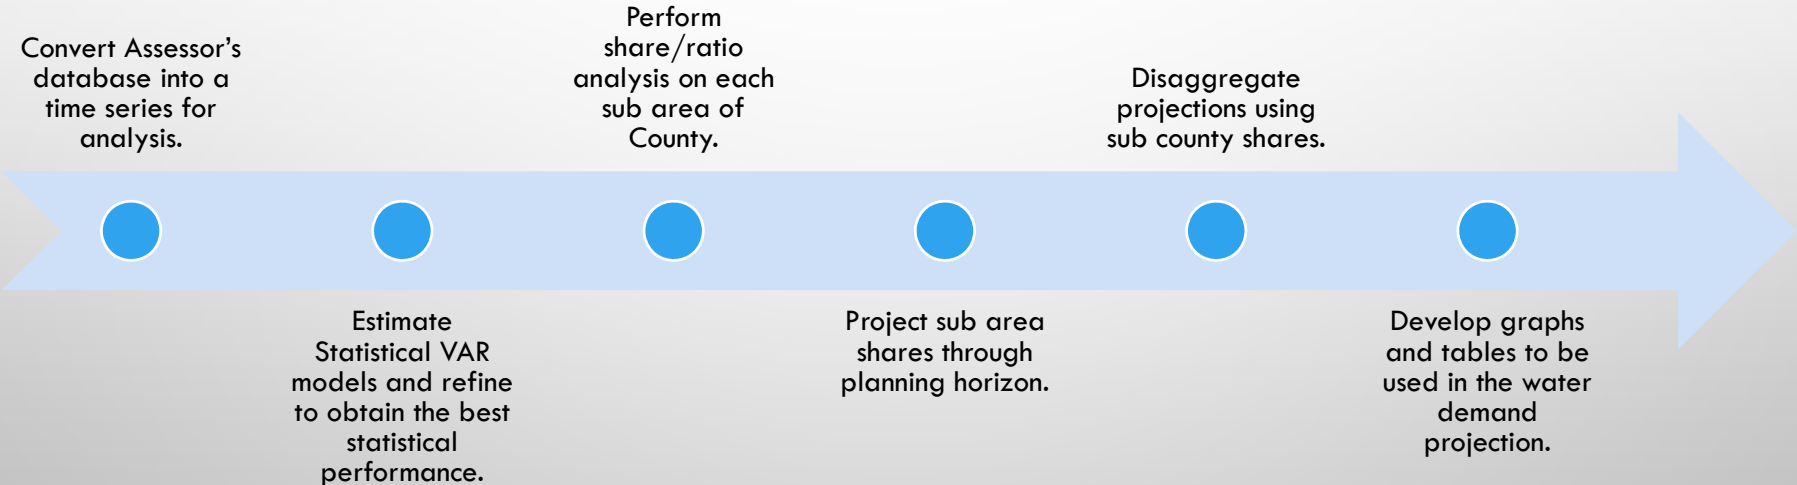 Convert Assessor's
database into a
time series for
analysis.
Estimate
Statistical VAR
models and refine
to obtain the best
statistical
performance.
Perform
share/ratio
analysis on each
sub area of
County.
Project sub area
shares through
planning horizon.
Disaggregate
projections using
sub county shares.
Develop graphs
and tables to be
used in the water
demand
projection.